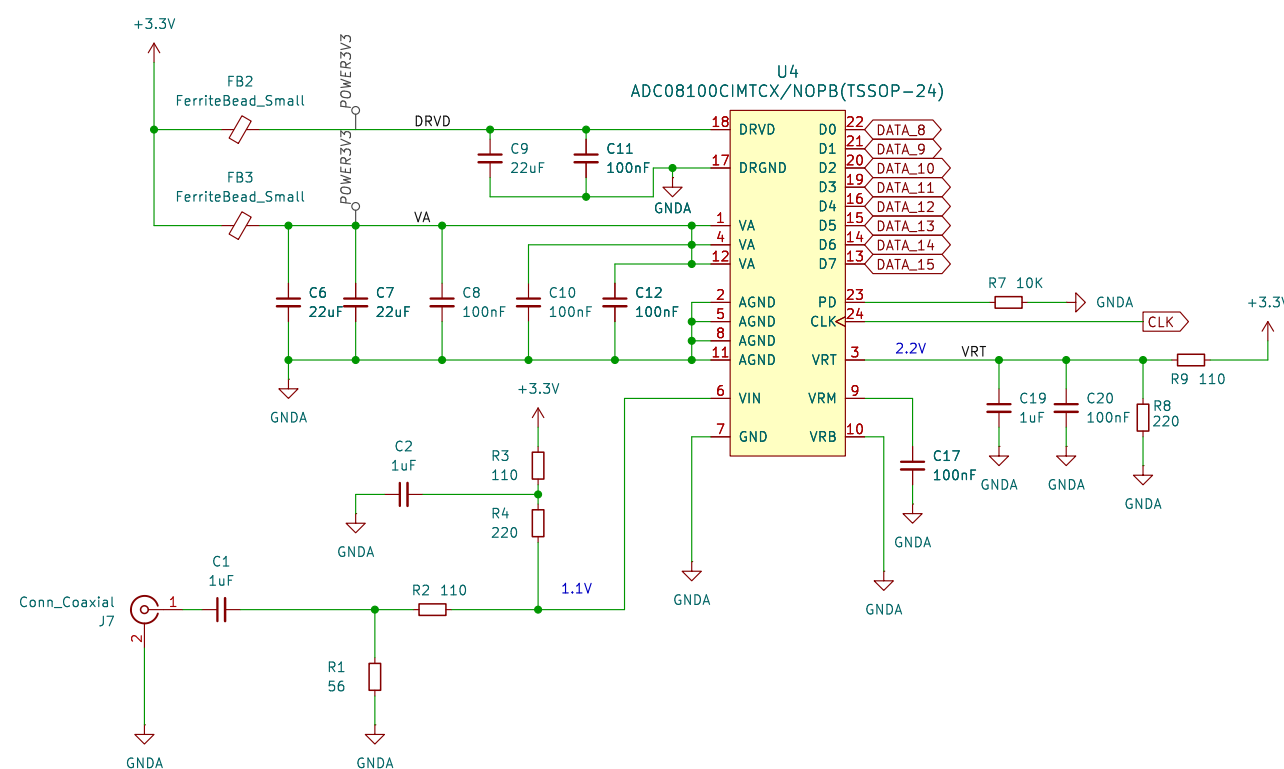 +3.3V
FB2
FerriteBead_Small
POWER3V3
DRVD
C9
22uF
C11
100nF
GNDA
FB3
FerriteBead_Small
POWER3V3
VA
C6
22uF
C7
22uF
C8
100nF
C10
100nF
C12
100nF
GNDA
U4
ADC08100CIMTCX/NOPB(TSSOP-24)
18 DRVD
17 DRGND
1 VA
4 VA
12 VA
2 AGND
5 AGND
8 AGND
11 AGND
6 VIN
7 GND
D0 22 DATA_8
D1 21 DATA_9
D2 20 DATA_10
D3 19 DATA_11
D4 16 DATA_12
D5 15 DATA_13
D6 14 DATA_14
D7 13 DATA_15
PD 23
CLK 24
VRT 3
VRM 9
VRB 10
R7 10K
GNDA
CLK
2.2V
VRT
+3.3V
R9 110
C19
1uF
C20
100nF
R8
220
GNDA
GNDA
GNDA
C17
100nF
GNDA
GNDA
GNDA
+3.3V
R3
110
C2
1uF
R4
220
GNDA
C1
1uF
R2 110
1.1V
Conn_Coaxial
J7
1
2
R1
56
GNDA
GNDA